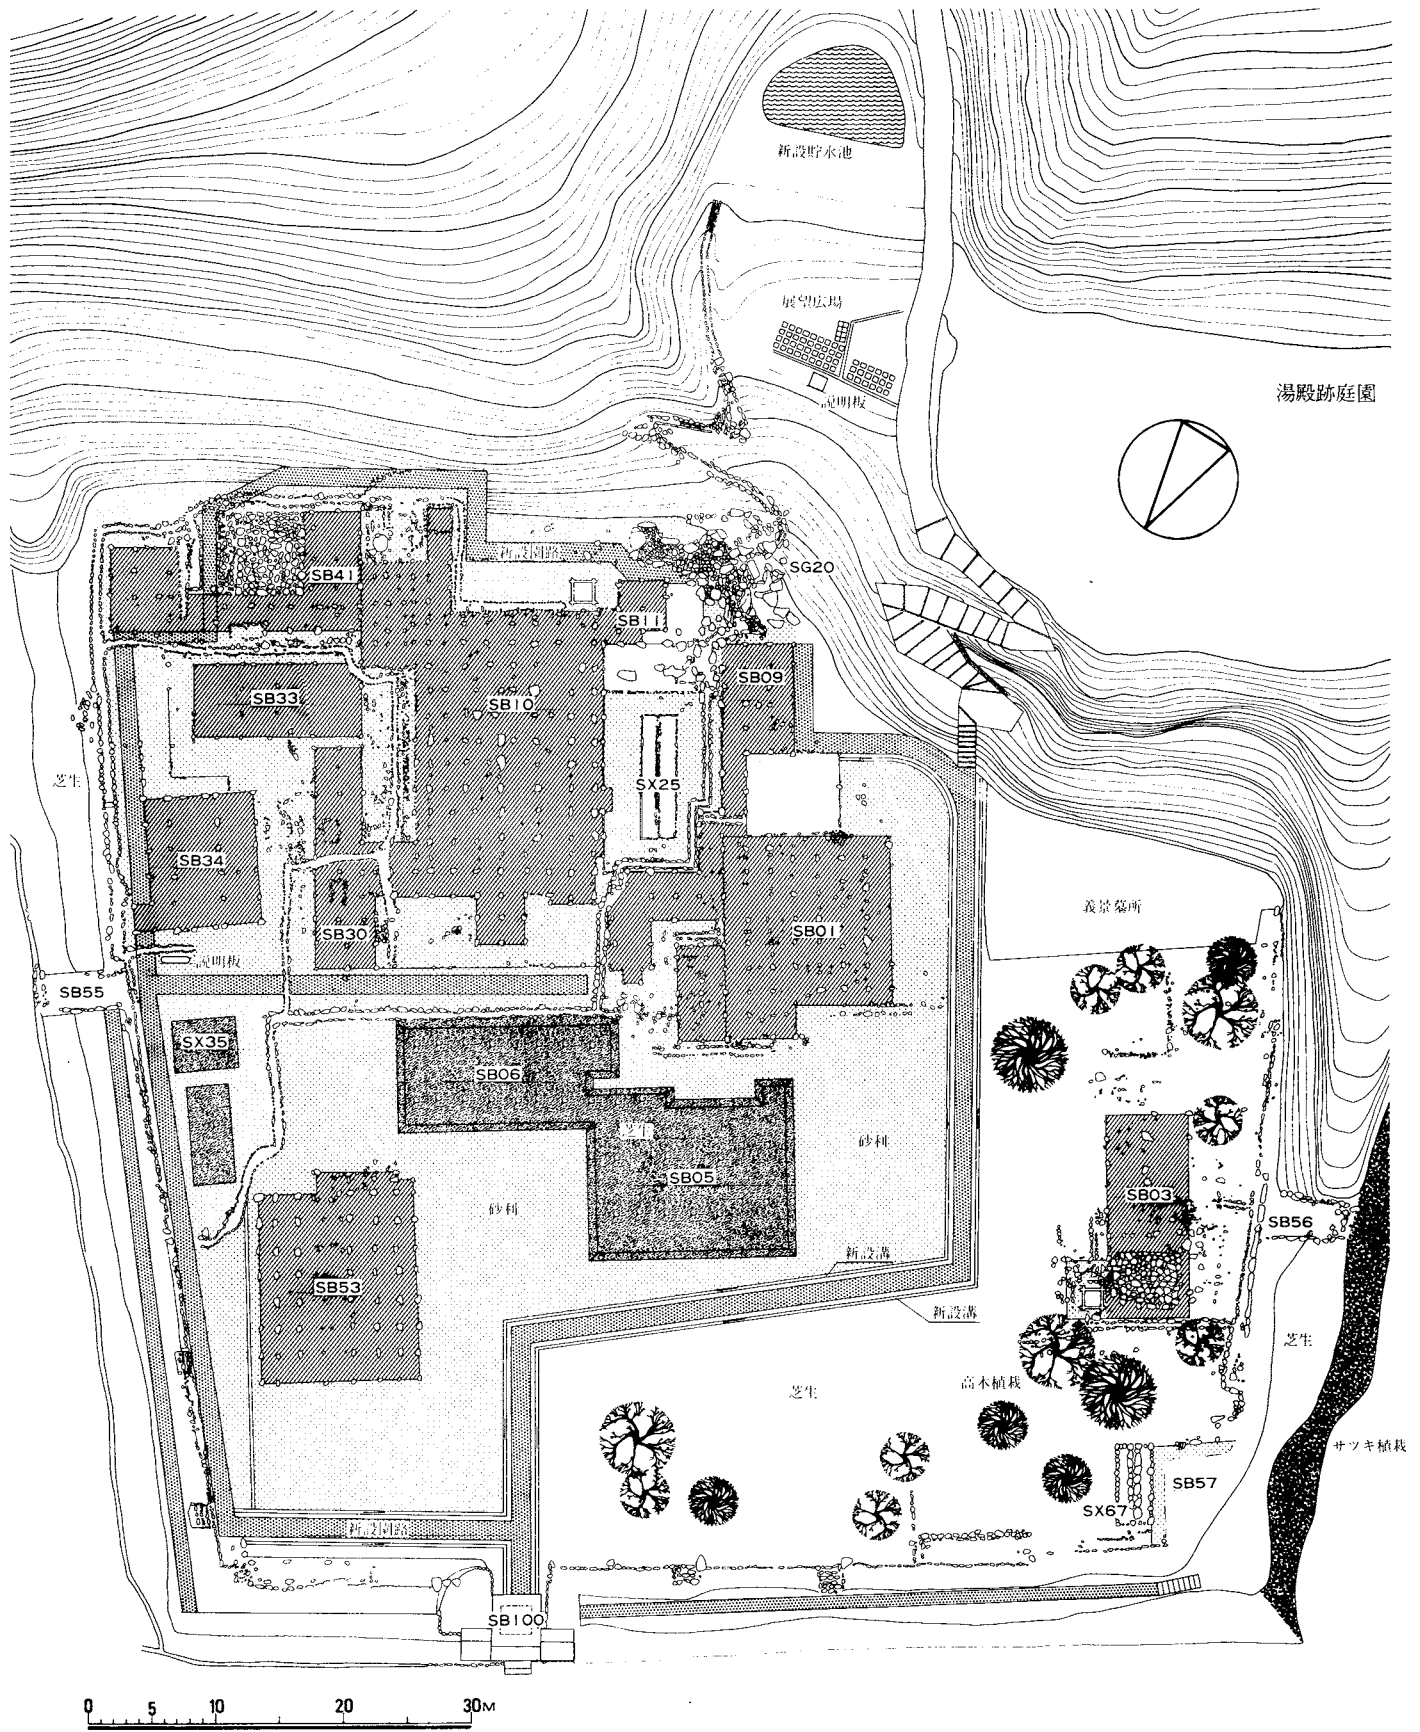 新設貯水池
展望広場
説明板
湯殿跡庭園
新設園路
SG20
SB41
SB11
SB33
SB10
SB09
芝生
SX25
SB34
義景墓所
SB30
SB01
説明板
SB55
SX35
SB06
芝生
砂利
SB05
SB03
砂利
SB56
新設溝
SB53
新設溝
芝生
高木植栽
芝生
サツキ植栽
SB57
SX67
新設園路
SB100
0 5 10 20 30M